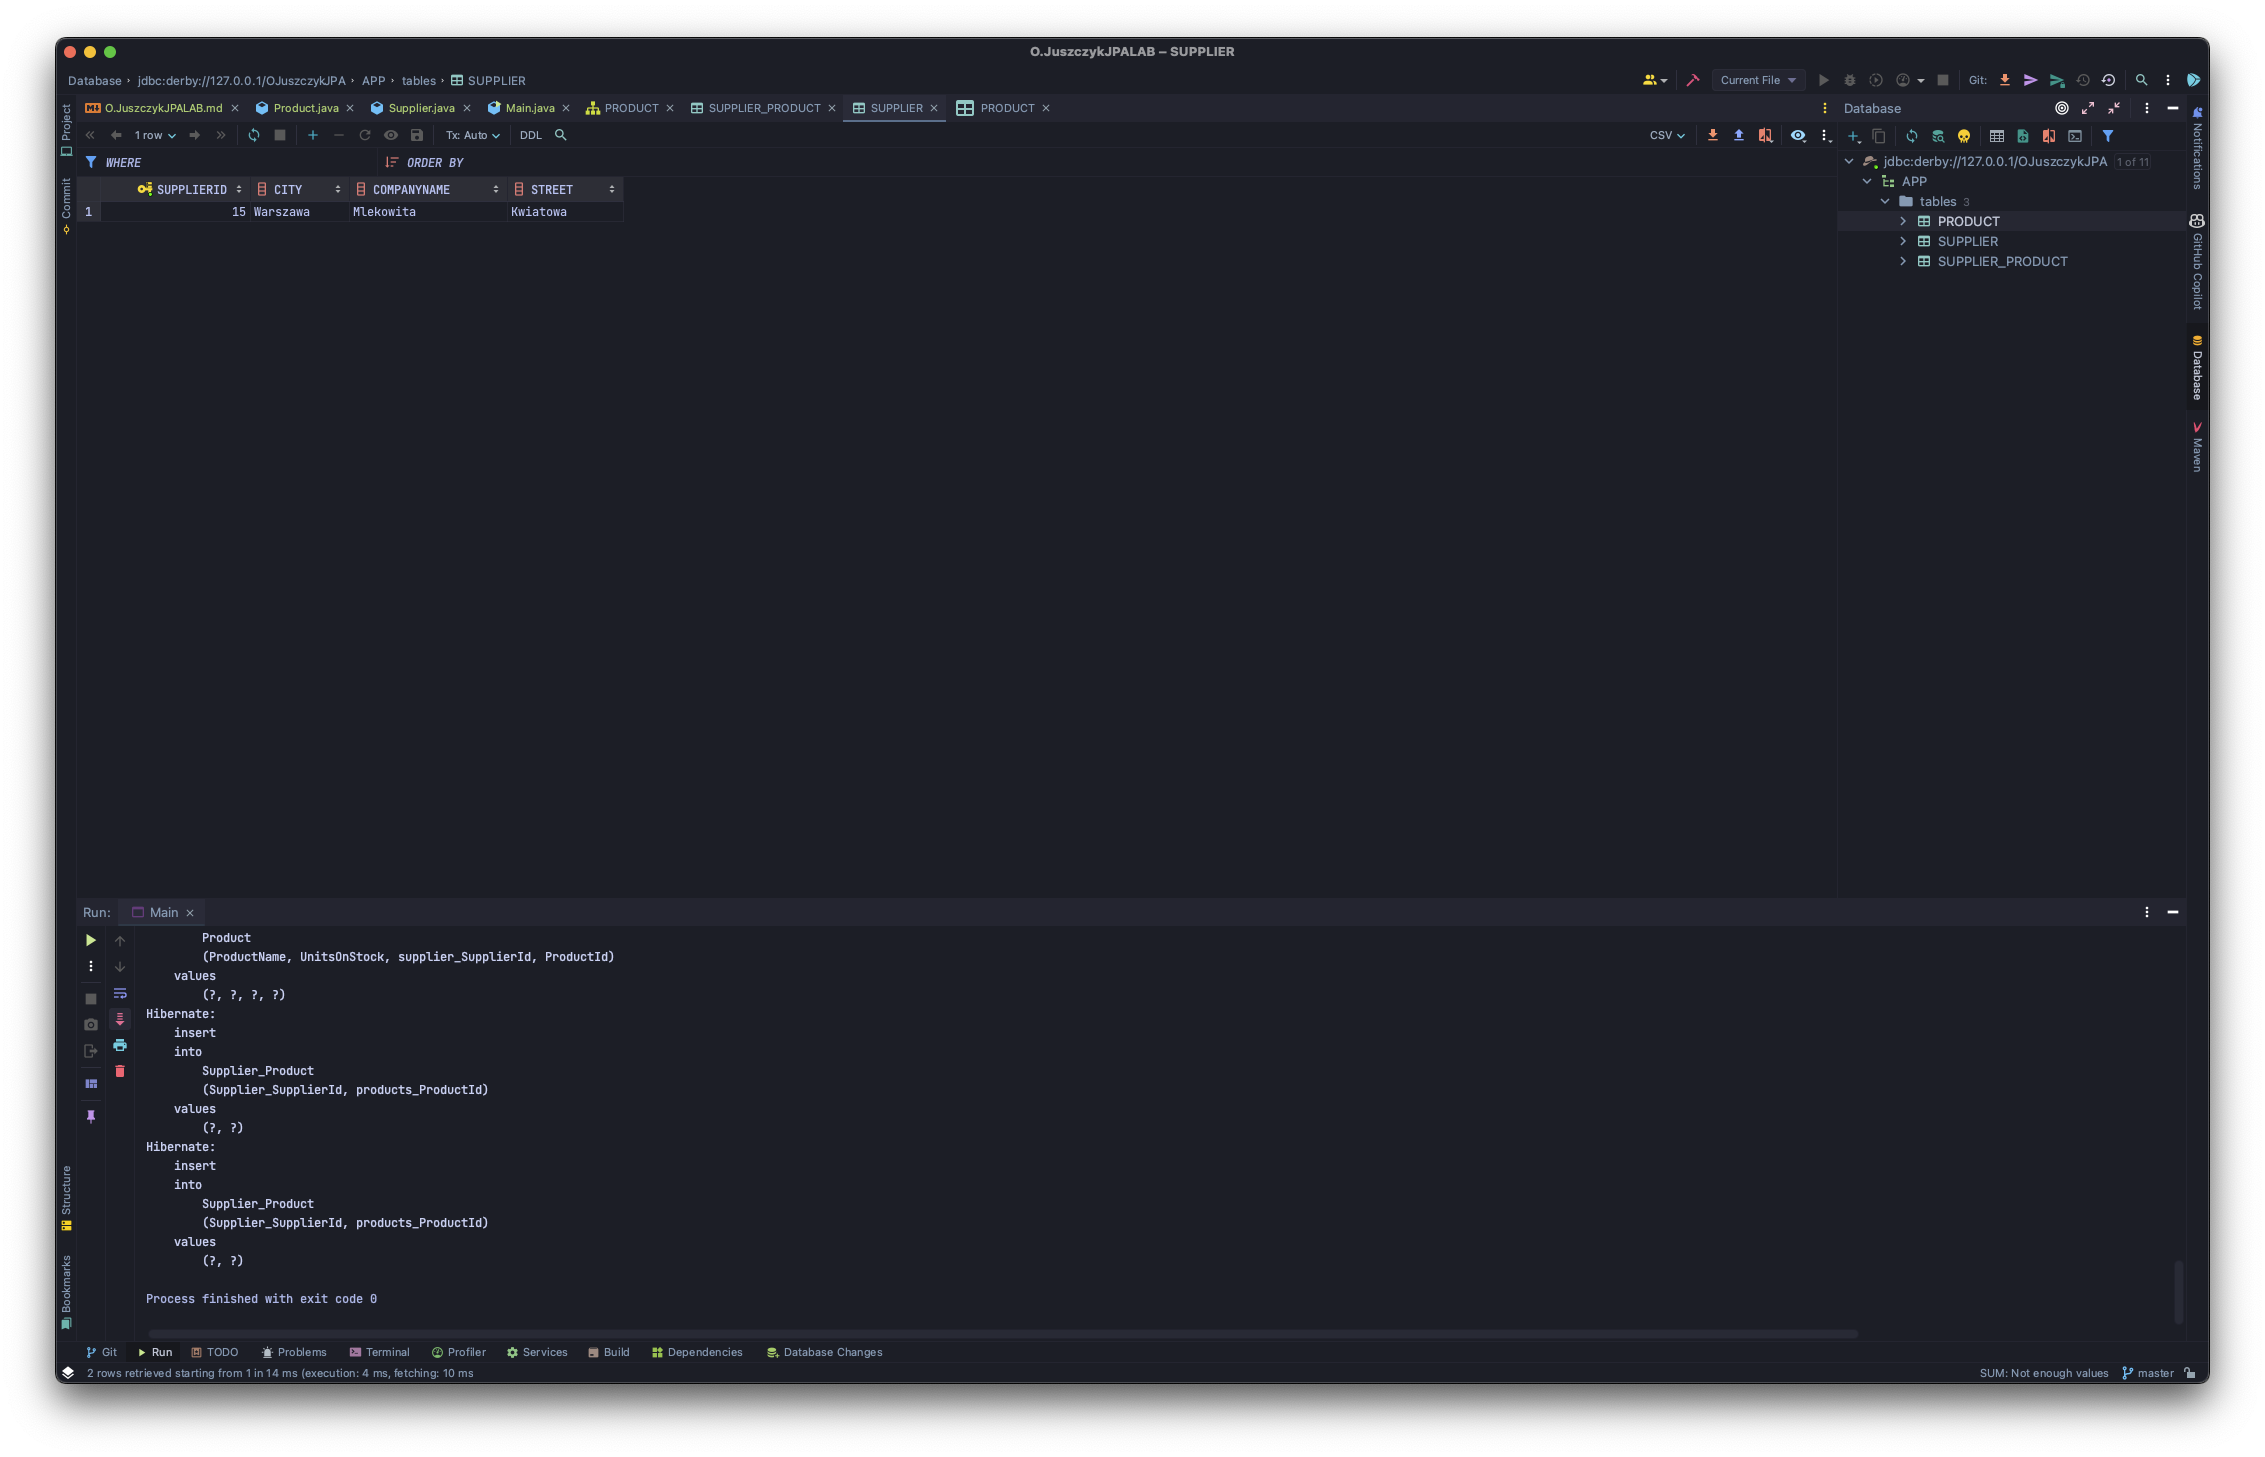 O.JuszczykJPALAB – SUPPLIER
Database › jdbc:derby://127.0.0.1/OJuszczykJPA › APP › tables › SUPPLIER
Current File
Git:
O.JuszczykJPALAB.md
Product.java
Supplier.java
Main.java
PRODUCT
SUPPLIER_PRODUCT
SUPPLIER
PRODUCT
Database
1 row
Tx: Auto
DDL
CSV
WHERE
ORDER BY
SUPPLIERID CITY COMPANYNAME STREET
1 15 Warszawa Mlekowita Kwiatowa
jdbc:derby://127.0.0.1/OJuszczykJPA 1 of 11
APP
tables 3
PRODUCT
SUPPLIER
SUPPLIER_PRODUCT
Project
Commit
Structure
Bookmarks
Notifications
GitHub Copilot
Database
Maven
Run: Main
Product
(ProductName, UnitsOnStock, supplier_SupplierId, ProductId)
values
(?, ?, ?, ?)
Hibernate:
insert
into
Supplier_Product
(Supplier_SupplierId, products_ProductId)
values
(?, ?)
Hibernate:
insert
into
Supplier_Product
(Supplier_SupplierId, products_ProductId)
values
(?, ?)
Process finished with exit code 0
Git Run TODO Problems Terminal Profiler Services Build Dependencies Database Changes
2 rows retrieved starting from 1 in 14 ms (execution: 4 ms, fetching: 10 ms
SUM: Not enough values master